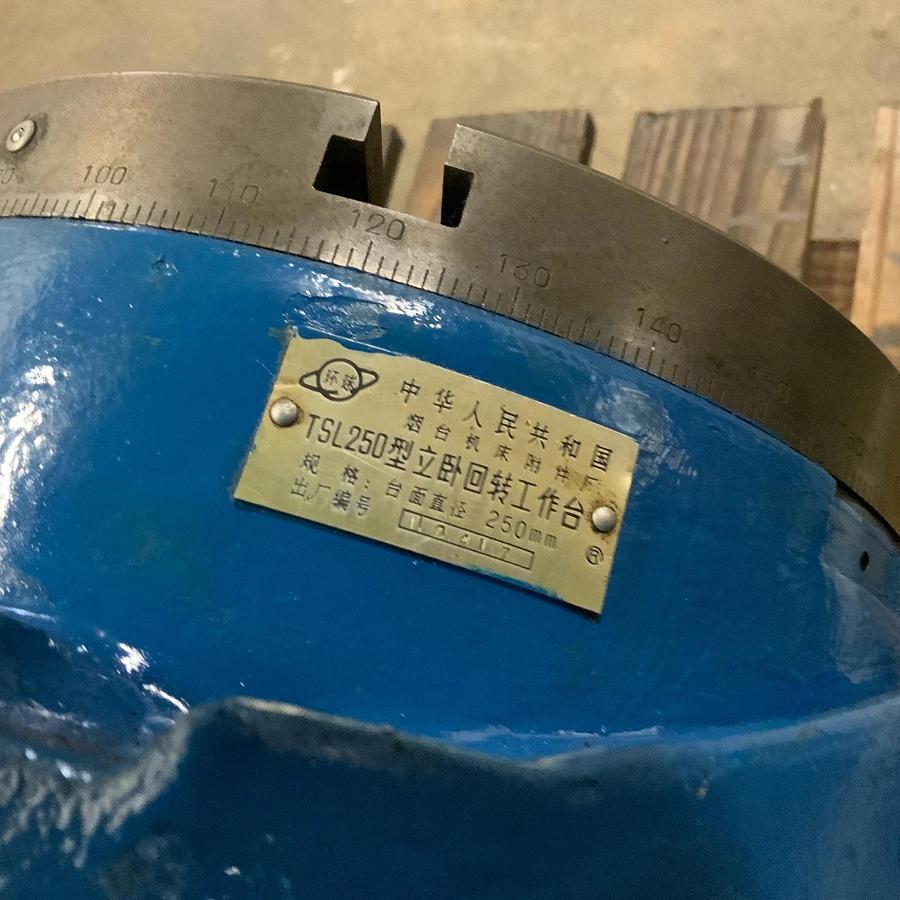 100 110 120 130 140
环球
中华人民共和国
烟台机床附件厂
TSL250型立卧回转工作台
规格：台面直径 250mm
出厂编号
®